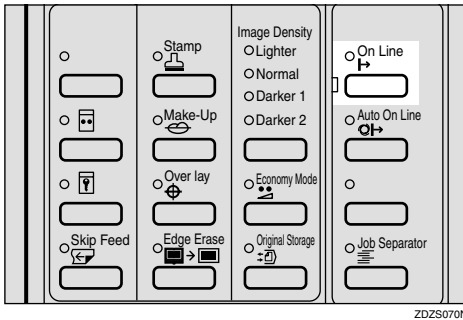 Stamp
Make-Up
Over lay
Skip Feed
Edge Erase
Image Density
Lighter
Normal
Darker 1
Darker 2
Economy Mode
Original Storage
On Line
Auto On Line
Job Separator
ZDZS070N